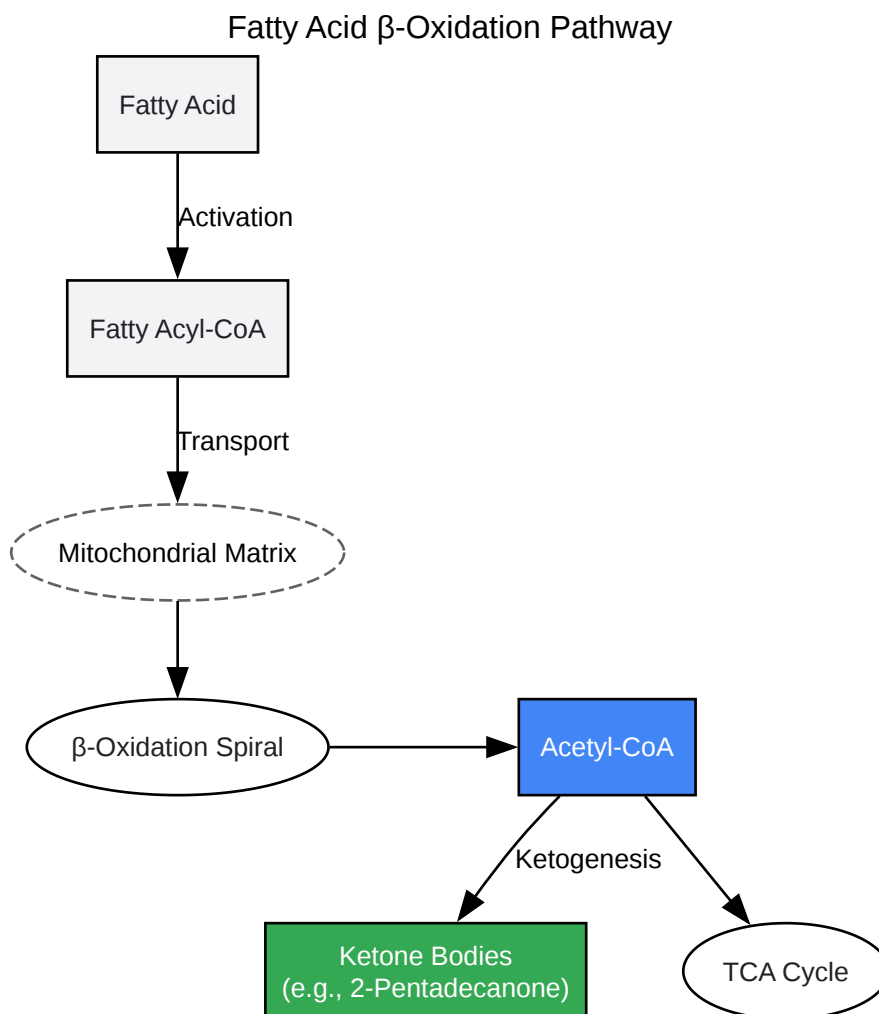 Fatty Acid β-Oxidation Pathway
Fatty Acid
Activation
Fatty Acyl-CoA
Transport
Mitochondrial Matrix
β-Oxidation Spiral
Acetyl-CoA
Ketogenesis
Ketone Bodies
(e.g., 2-Pentadecanone)
TCA Cycle